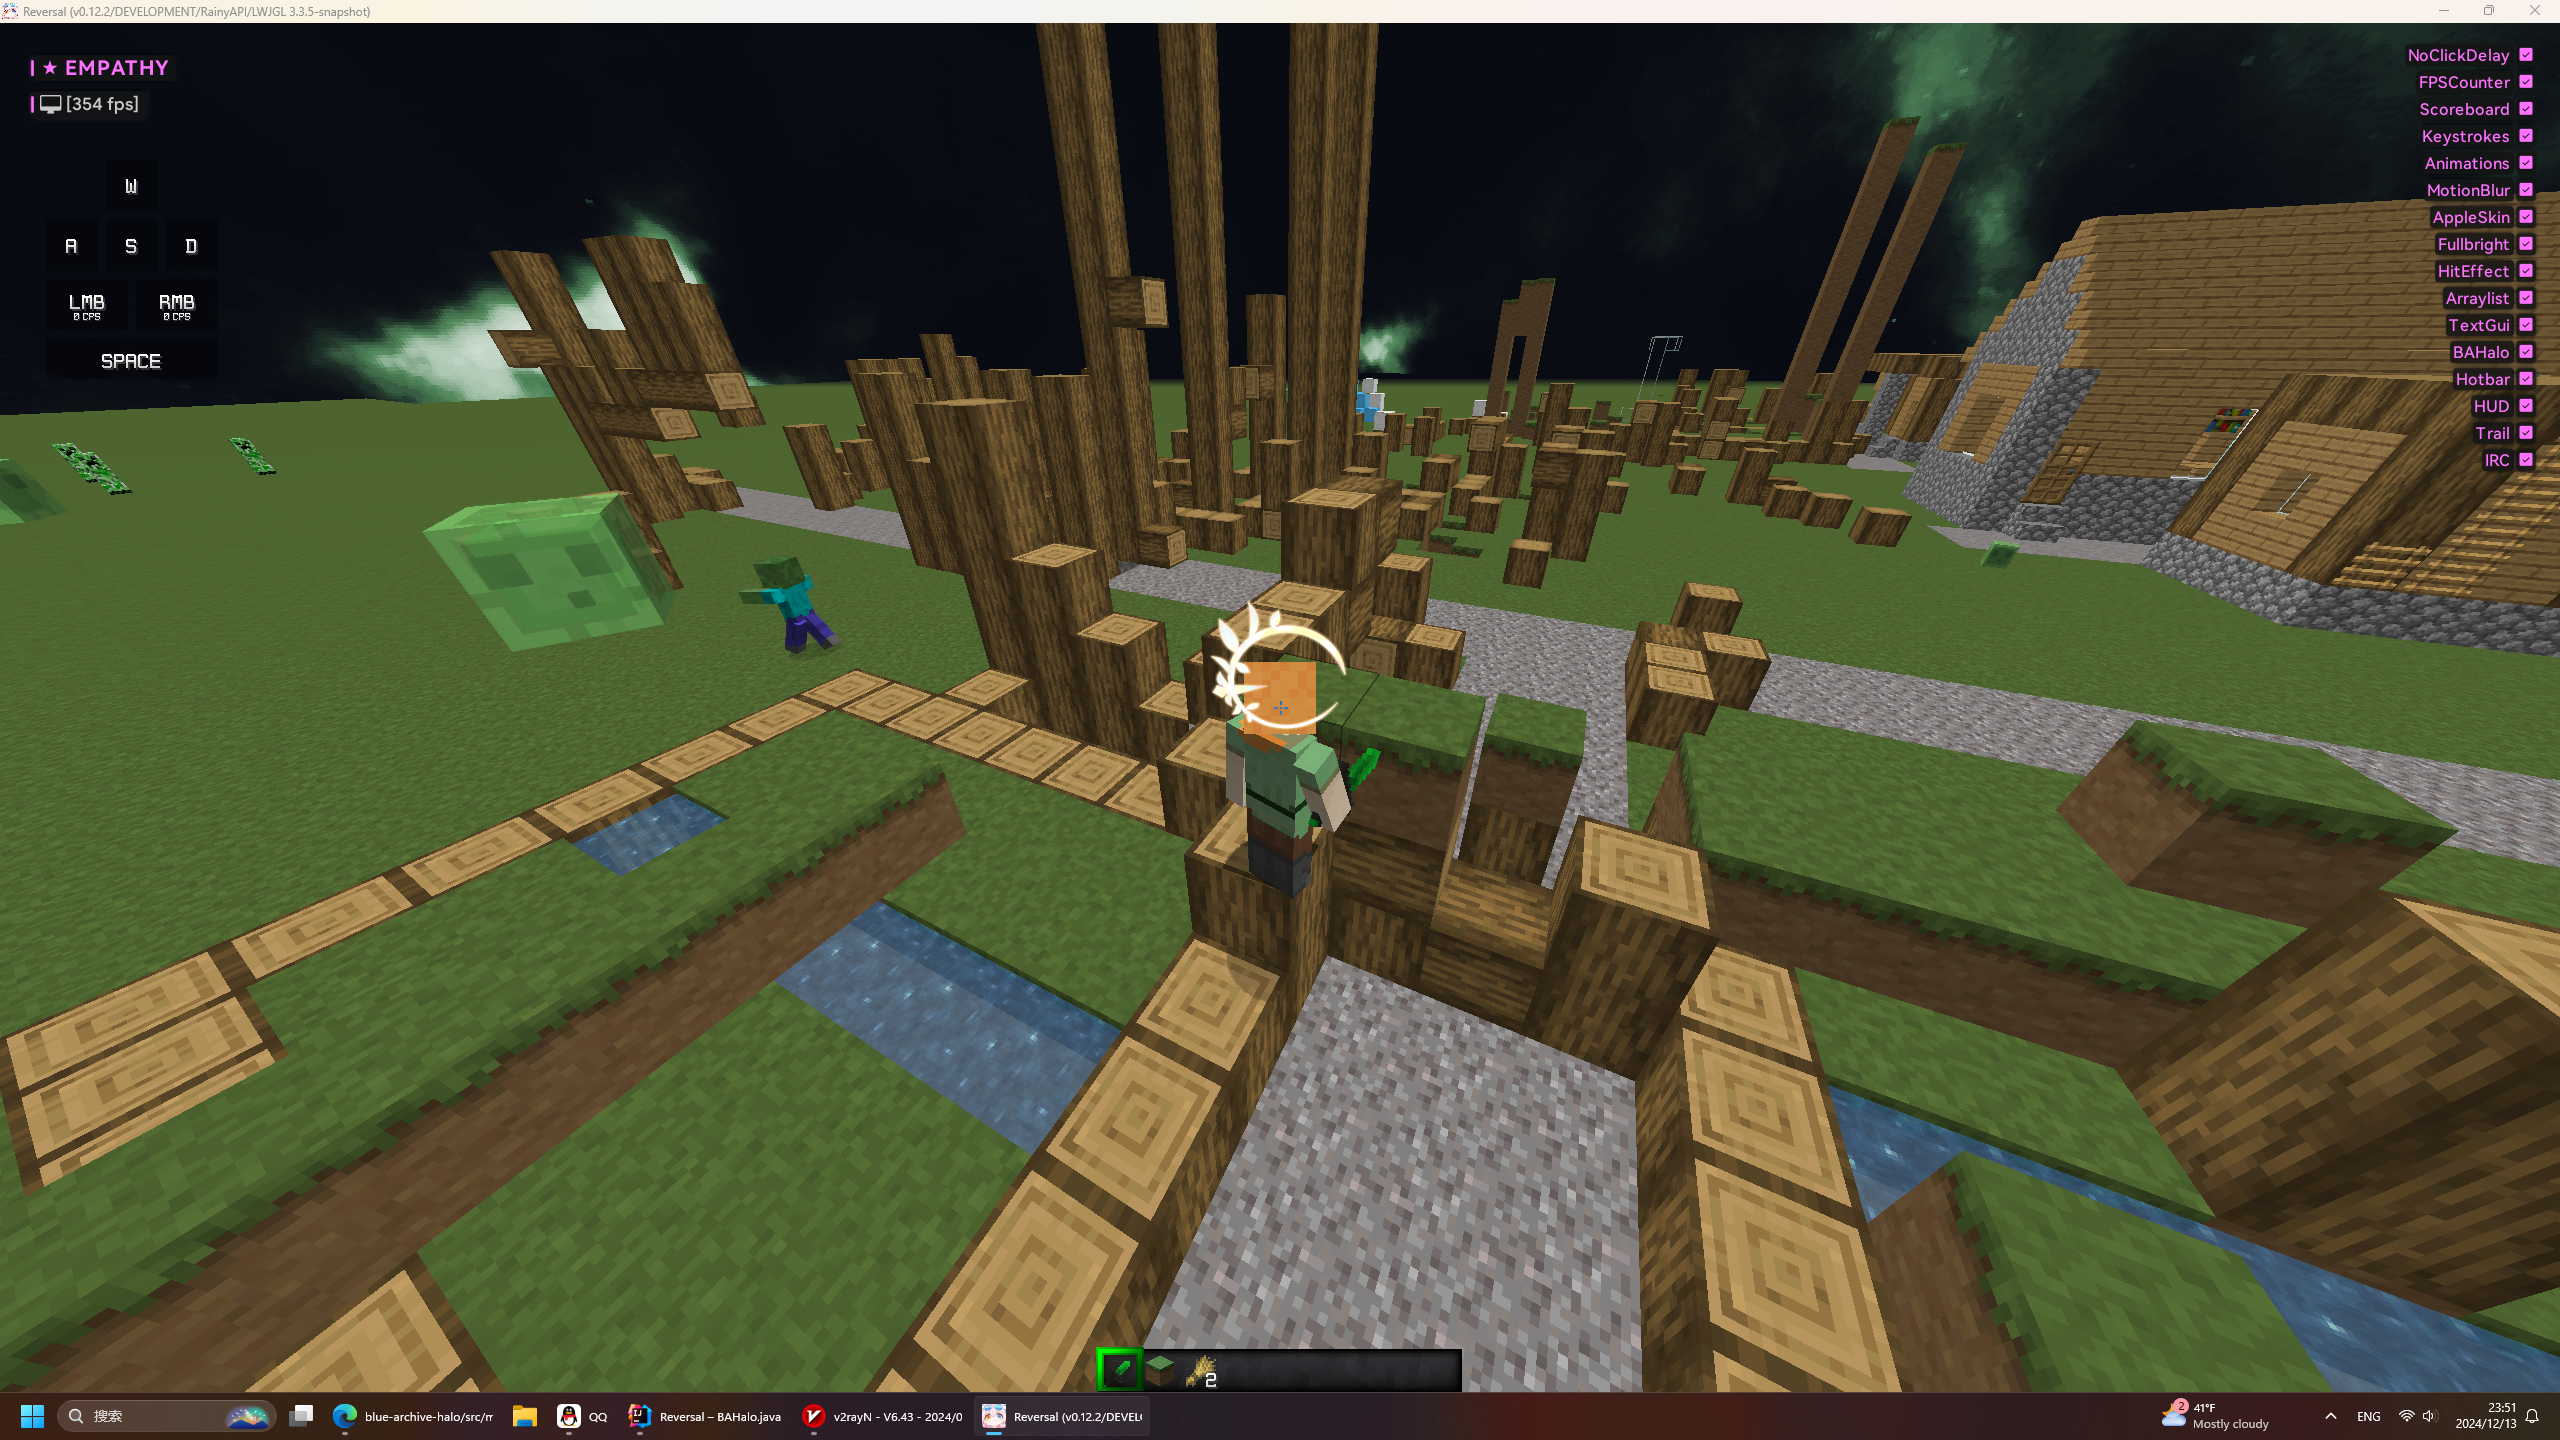 Reversal (v0.12.2/DEVELOPMENT/RainyAPI/LWJGL 3.3.5-snapshot)
★ EMPATHY
[354 fps]
W
A S D
LMB RMB
0 CPS 0 CPS
SPACE
NoClickDelay
FPSCounter
Scoreboard
Keystrokes
Animations
MotionBlur
AppleSkin
Fullbright
HitEffect
Arraylist
TextGui
BAHalo
Hotbar
HUD
Trail
IRC
2
搜索
blue-archive-halo/src/m
QQ
Reversal – BAHalo.java
v2rayN - V6.43 - 2024/0
Reversal (v0.12.2/DEVEL
2
41°F
Mostly cloudy
ENG
23:51
2024/12/13